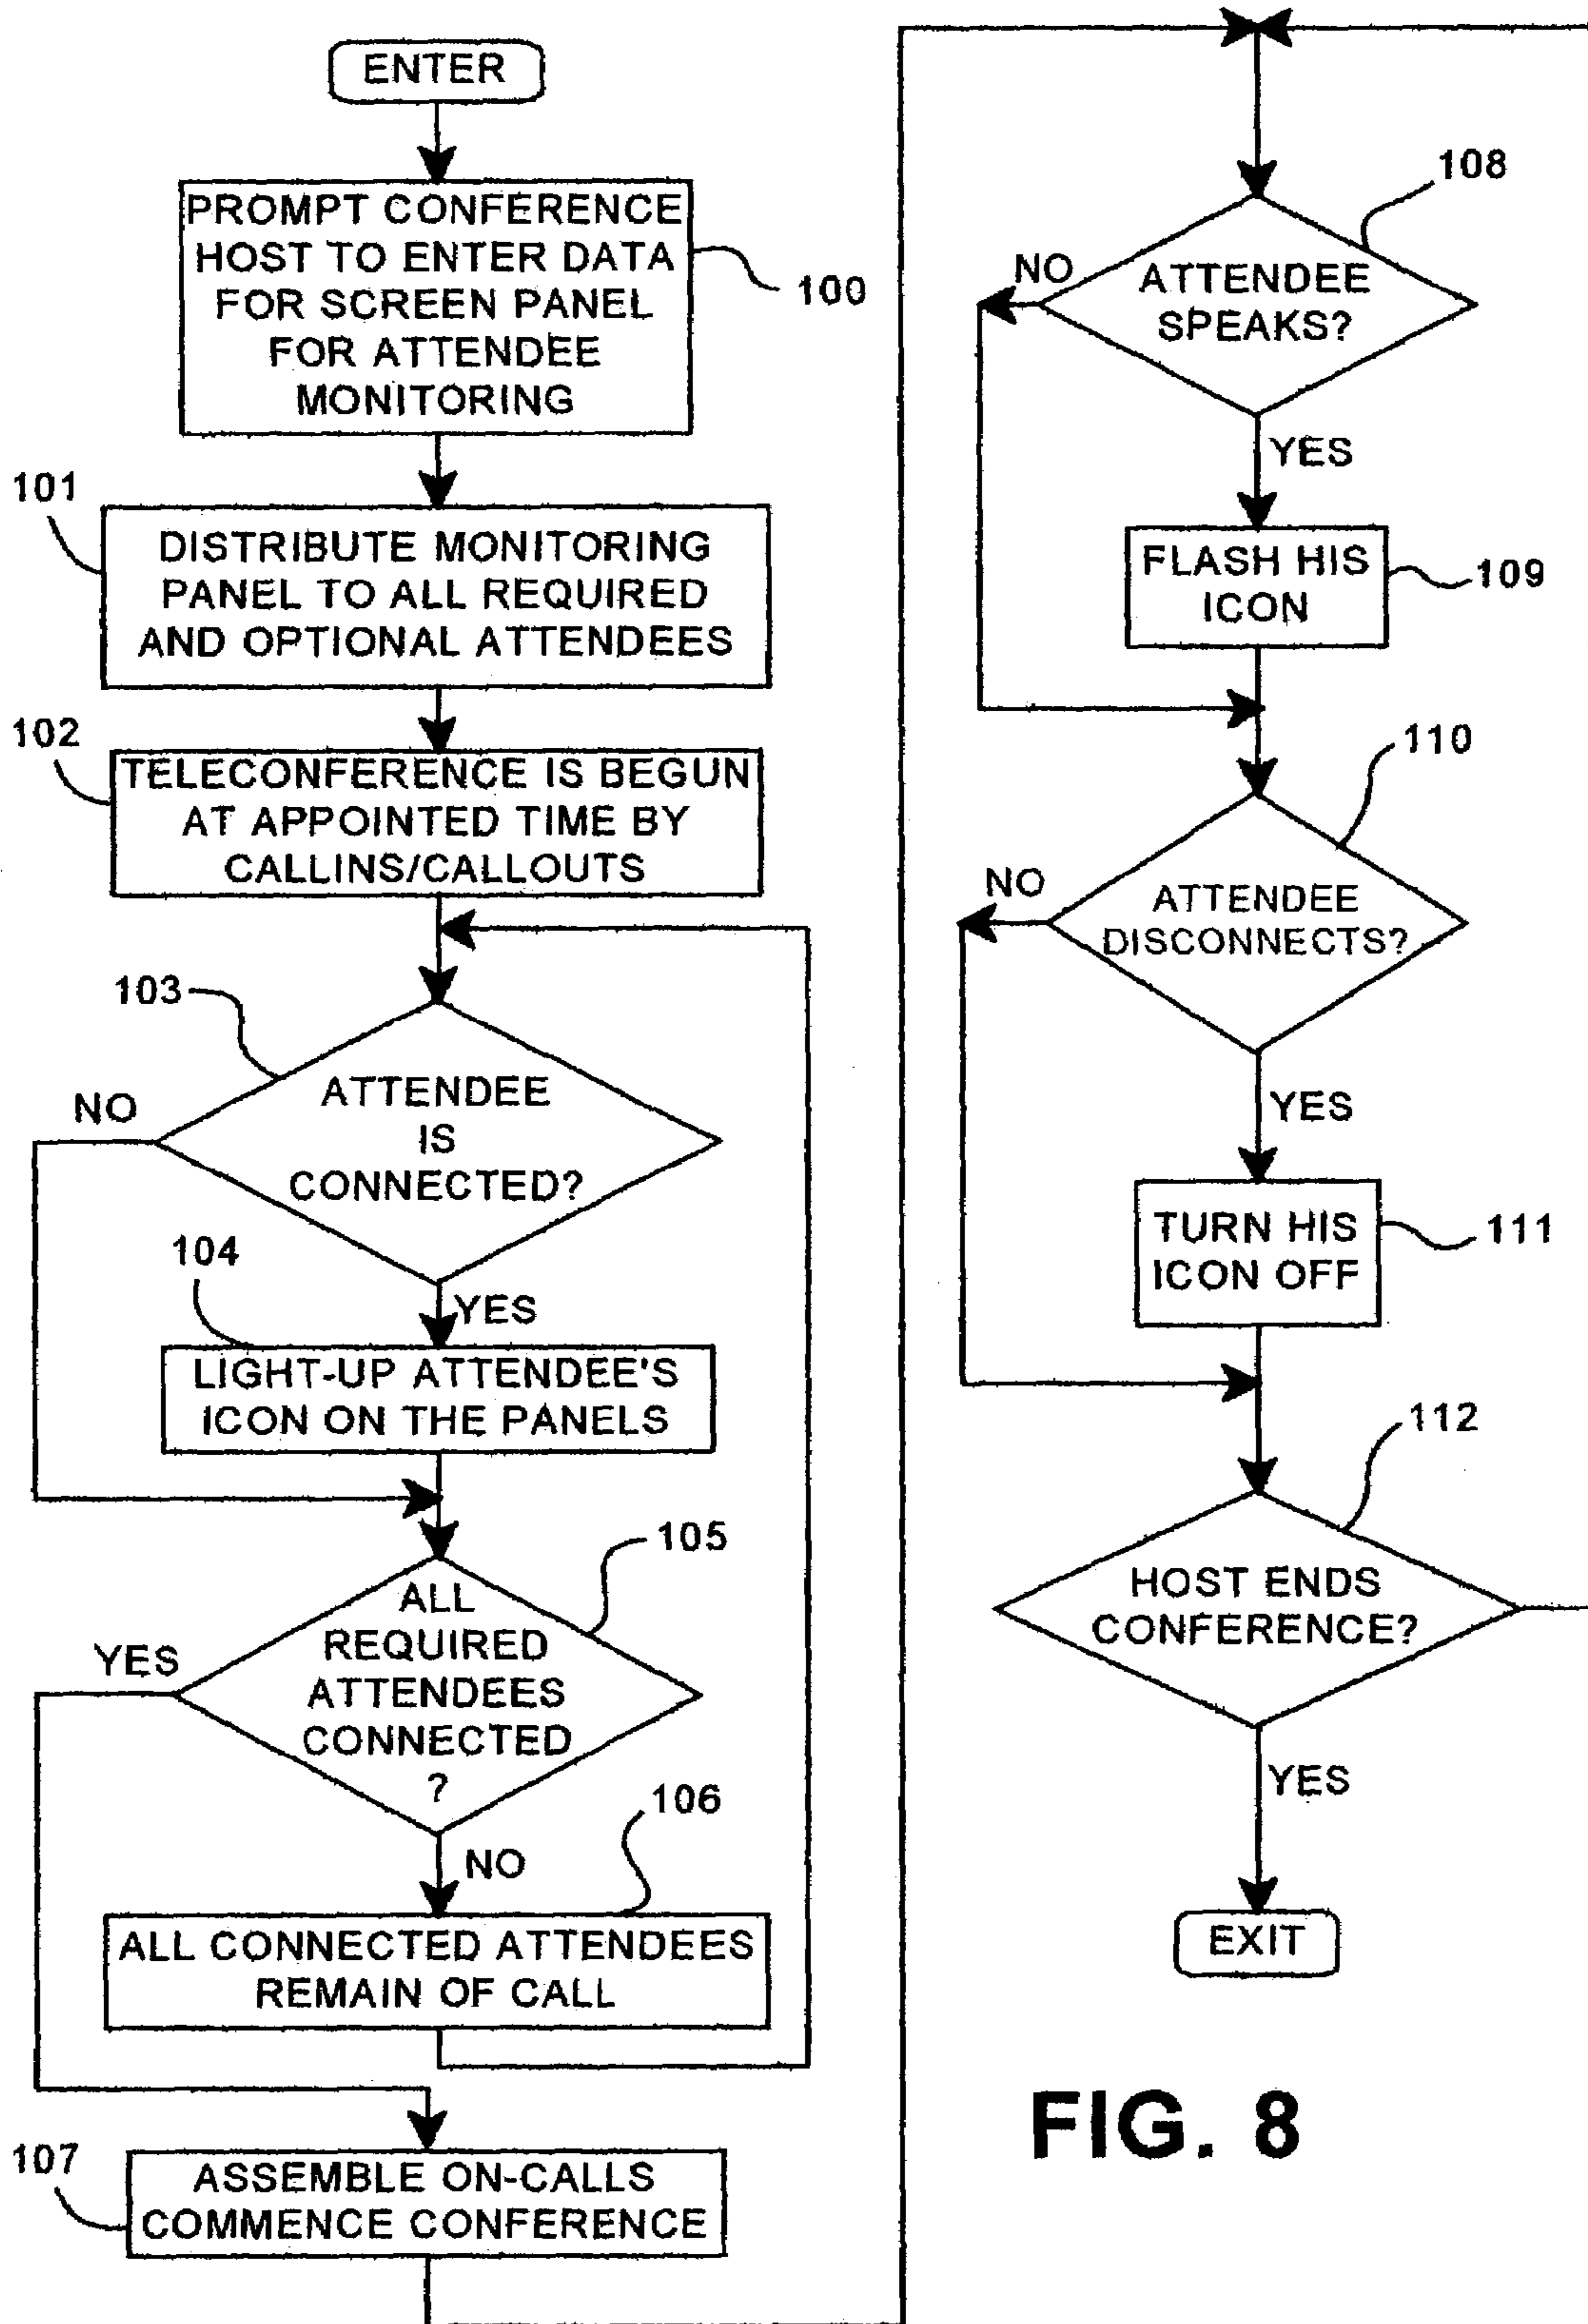 ENTER
PROMPT CONFERENCE
HOST TO ENTER DATA
FOR SCREEN PANEL
FOR ATTENDEE
MONITORING
100
101
DISTRIBUTE MONITORING
PANEL TO ALL REQUIRED
AND OPTIONAL ATTENDEES
102
TELECONFERENCE IS BEGUN
AT APPOINTED TIME BY
CALLINS/CALLOUTS
103
NO
ATTENDEE
IS
CONNECTED?
104
YES
LIGHT-UP ATTENDEE'S
ICON ON THE PANELS
105
YES
ALL
REQUIRED
ATTENDEES
CONNECTED
?
106
NO
ALL CONNECTED ATTENDEES
REMAIN OF CALL
107
ASSEMBLE ON-CALLS
COMMENCE CONFERENCE
108
NO
ATTENDEE
SPEAKS?
YES
FLASH HIS
ICON
109
110
NO
ATTENDEE
DISCONNECTS?
YES
TURN HIS
ICON OFF
111
112
HOST ENDS
CONFERENCE?
YES
EXIT
FIG. 8